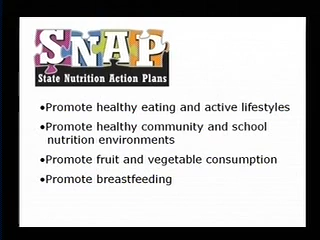 SNAP
State Nutrition Action Plans
•Promote healthy eating and active lifestyles
•Promote healthy community and school
nutrition environments
•Promote fruit and vegetable consumption
•Promote breastfeeding